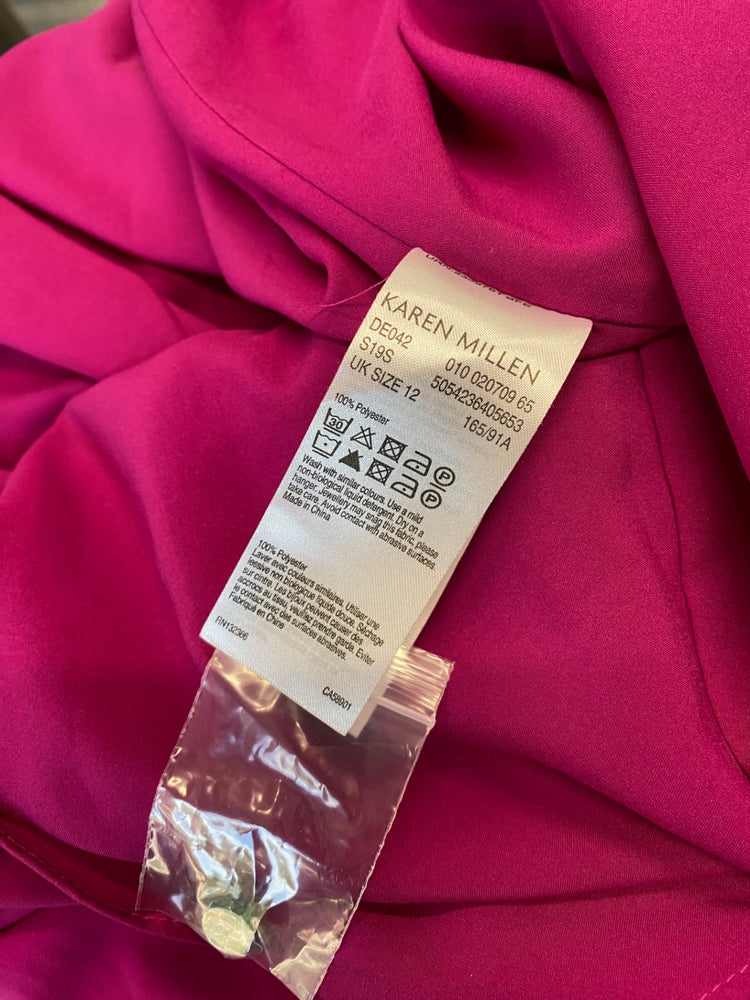 KAREN MILLEN
DE042 010 020709 65
S19S 5054236405653
UK SIZE 12 165/91A
100% Polyester
30
P
P
Wash with similar colours. Use a mild
non-biological liquid detergent. Dry on a
hanger. Jewellery may snag this fabric, please
take care. Avoid contact with abrasive surfaces.
Made in China
100% Polyester
Laver avec couleurs similaires. Utiliser une
lessive non biologique liquide douce. Séchage
sur cintre. Les bijoux peuvent causer des
accrocs au tissu, veuillez prendre garde. Eviter
le contact avec des surfaces abrasives.
Fabriqué en China
RN132366
CA58901